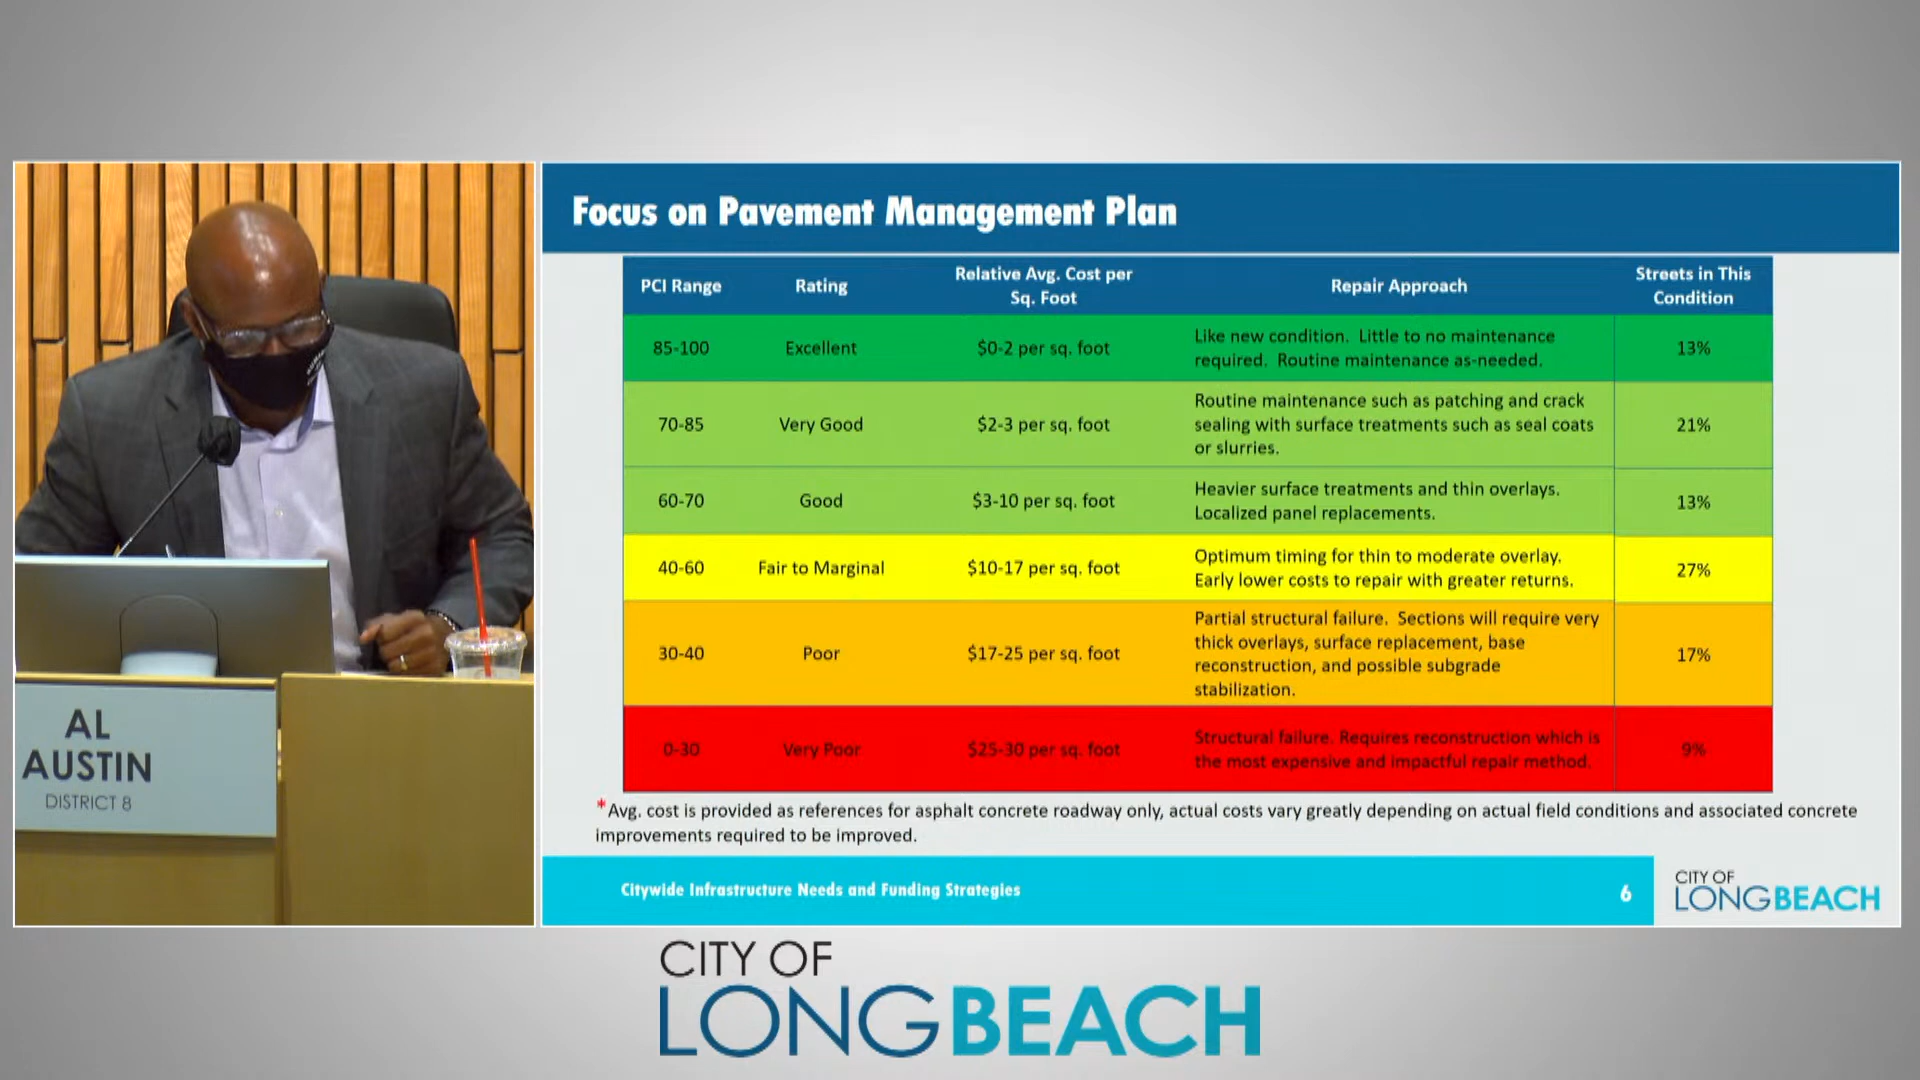 Focus on Pavement Management Plan
PCI Range
Rating
Relative Avg. Cost per
Sq. Foot
Repair Approach
Streets in This
Condition
85-100
Excellent
$0-2 per sq. foot
Like new condition. Little to no maintenance
required. Routine maintenance as-needed.
13%
70-85
Very Good
$2-3 per sq. foot
Routine maintenance such as patching and crack
sealing with surface treatments such as seal coats
or slurries.
21%
60-70
Good
$3-10 per sq. foot
Heavier surface treatments and thin overlays.
Localized panel replacements.
13%
40-60
Fair to Marginal
$10-17 per sq. foot
Optimum timing for thin to moderate overlay.
Early lower costs to repair with greater returns.
27%
30-40
Poor
$17-25 per sq. foot
Partial structural failure. Sections will require very
thick overlays, surface replacement, base
reconstruction, and possible subgrade
stabilization.
17%
0-30
Very Poor
$25-30 per sq. foot
Structural failure. Requires reconstruction which is
the most expensive and impactful repair method.
9%
*Avg. cost is provided as references for asphalt concrete roadway only, actual costs vary greatly depending on actual field conditions and associated concrete
improvements required to be improved.
Citywide Infrastructure Needs and Funding Strategies
6
CITY OF
LONGBEACH
AL
AUSTIN
DISTRICT 8
CITY OF
LONGBEACH